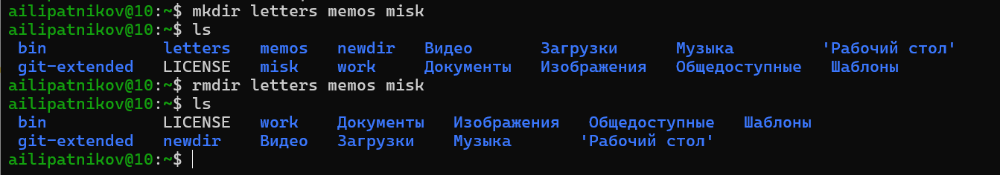 ailipatnikov@10:~$ mkdir letters memos misk
ailipatnikov@10:~$ ls
bin letters memos newdir Видео Загрузки Музыка 'Рабочий стол'
git-extended LICENSE misk work Документы Изображения Общедоступные Шаблоны
ailipatnikov@10:~$ rmdir letters memos misk
ailipatnikov@10:~$ ls
bin LICENSE work Документы Изображения Общедоступные Шаблоны
git-extended newdir Видео Загрузки Музыка 'Рабочий стол'
ailipatnikov@10:~$